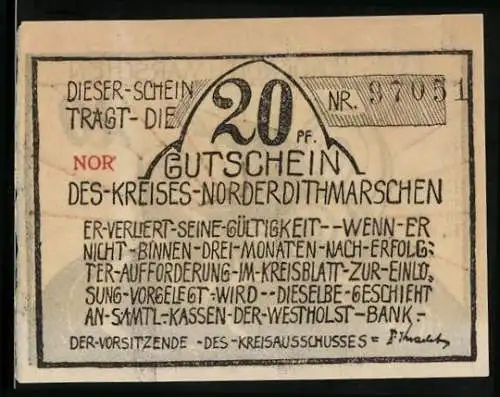 DIESER-SCHEIN
TRAGT-DIE
20 PF.
NR. 97051
NOR
GUTSCHEIN
DES-KREISES-NORDERDITHMARSCHEN
ER-VERLIERT-SEINE-GÜLTIGKEIT--WENN-ER
NICHT-BINNEN-DREI-MONATEN-NACH-ERFOLG-
TER-AUFFORDERUNG-IM-KREISBLATT-ZUR-EINLÖ-
SUNG-VORGELEGT-WIRD--DIESELBE-GESCHIEHT
AN-SÄMTL-KASSEN-DER-WESTHOLST-BANK-
DER-VORSITZENDE-DES-KREISAUSSCHUSSES=